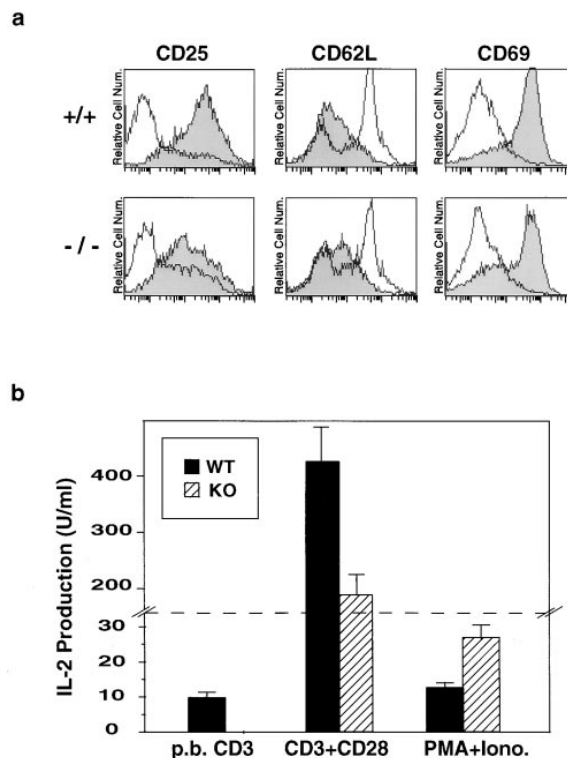 a
CD25 CD62L CD69
+/+
Relative Cell Num. Relative Cell Num. Relative Cell Num.
- / -
Relative Cell Num. Relative Cell Num. Relative Cell Num.
b
IL-2 Production (U/ml)
WT
KO
400
300
200
30
20
10
0
p.b. CD3 CD3+CD28 PMA+Iono.